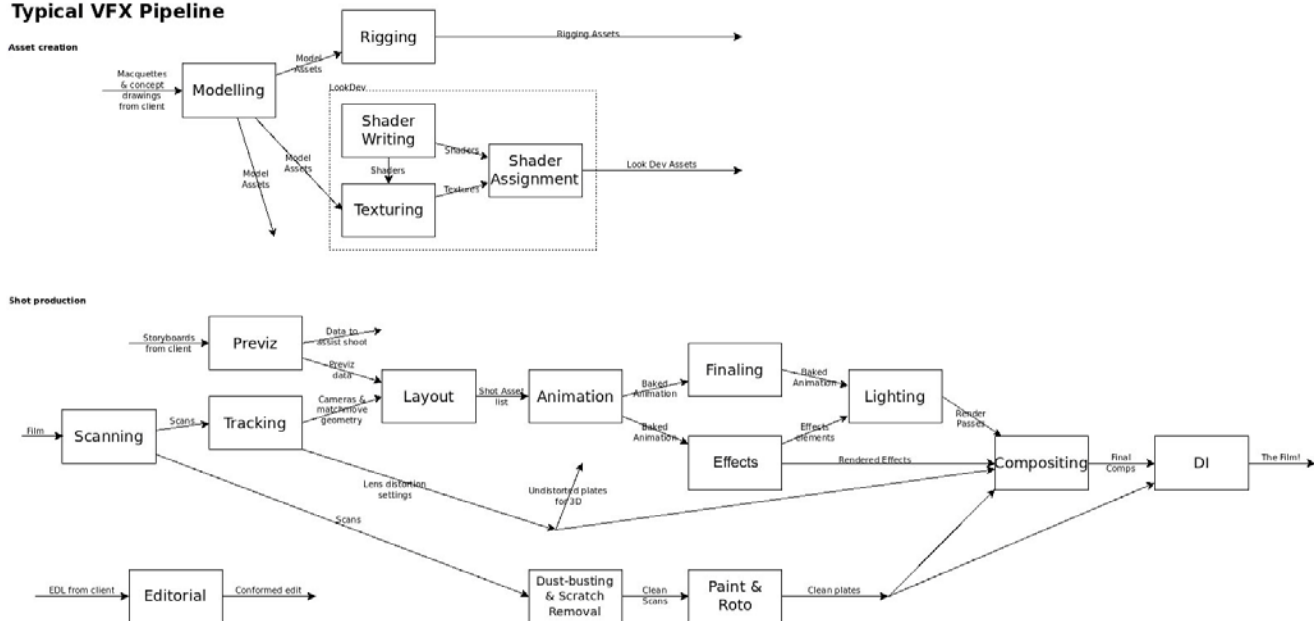 Typical VFX Pipeline
Asset creation
Rigging
Rigging Assets
Model
Assets
Macquettes
& concept
drawings
from client
Modelling
LookDev
Shader
Writing
Shaders
Shaders
Model
Assets
Model
Assets
Shader
Assignment
Look Dev Assets
Texturing
Textures
Shot production
Storyboards
from client
Previz
Data to
assist shoot
Previz
data
Layout
Shot Asset
list
Animation
Baked
Animation
Finaling
Baked
Animation
Lighting
Render
Passes
Film
Scanning
Scans
Tracking
Cameras &
matchmove
geometry
Baked
Animation
Effects
Effects
elements
Rendered Effects
Compositing
Final
Comps
DI
The Film!
Lens distortion
settings
Undistorted plates
for 3D
Scans
EDL from client
Editorial
Conformed edit
Dust-busting
& Scratch
Removal
Clean
Scans
Paint &
Roto
Clean plates